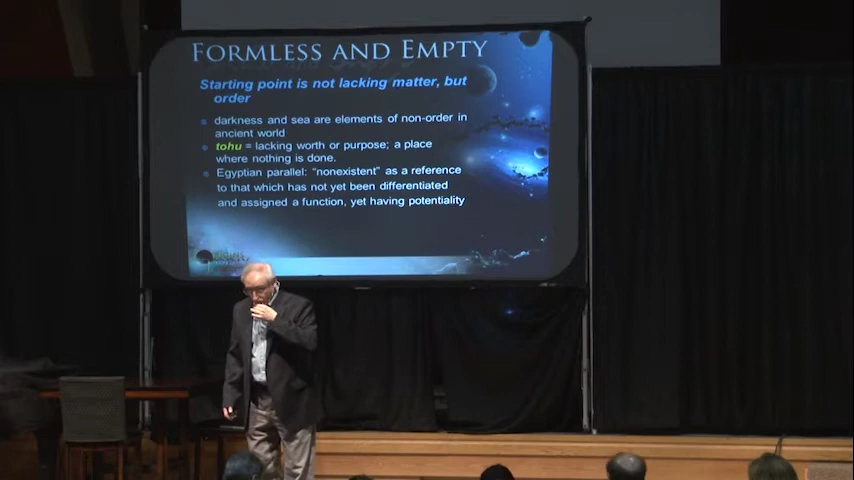 FORMLESS AND EMPTY
Starting point is not lacking matter, but
order
darkness and sea are elements of non-order in
ancient world
tohu = lacking worth or purpose; a place
where nothing is done.
Egyptian parallel: "nonexistent" as a reference
to that which has not yet been differentiated
and assigned a function, yet having potentiality